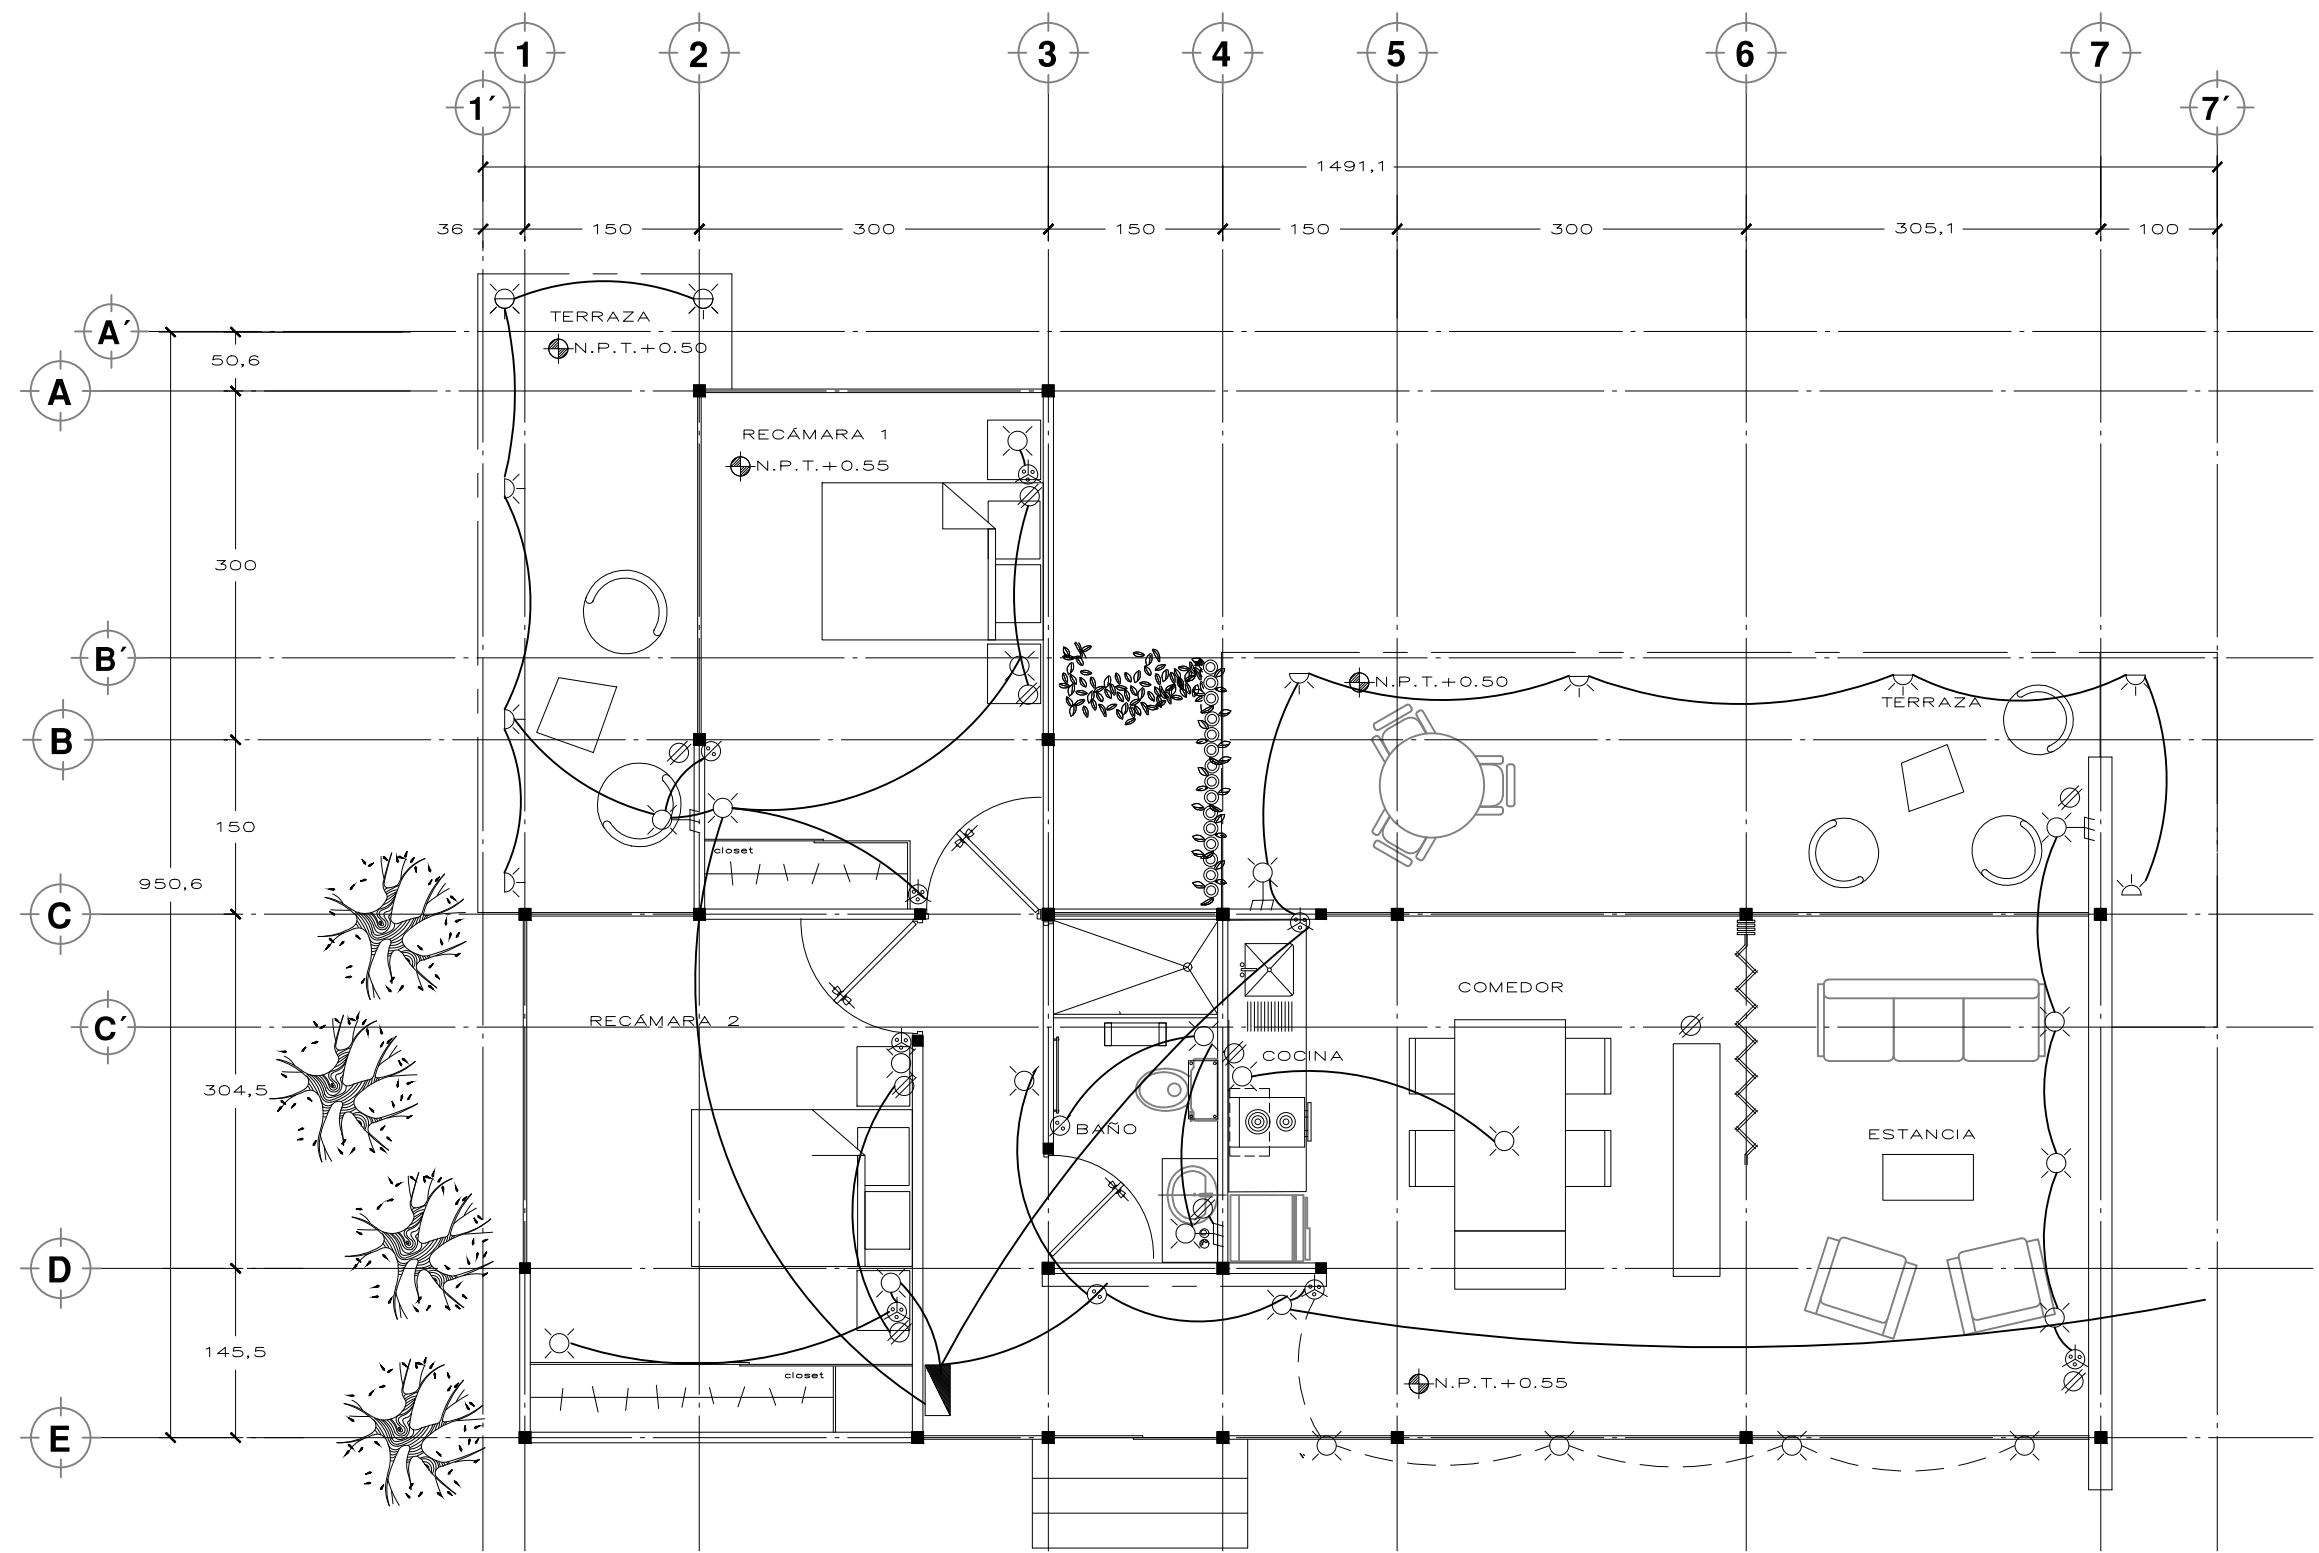 1
2
3
4
5
6
7
1´
7´
1491,1
36
150
300
150
150
300
305,1
100
A´
TERRAZA
N.P.T.+0.50
50,6
A
RECÁMARA 1
N.P.T.+0.55
300
B´
N.P.T.+0.50
TERRAZA
B
150
closet
950,6
C
COMEDOR
RECÁMARA 2
C´
COCINA
304,5
BAÑO
ESTANCIA
D
145,5
closet
N.P.T.+0.55
E